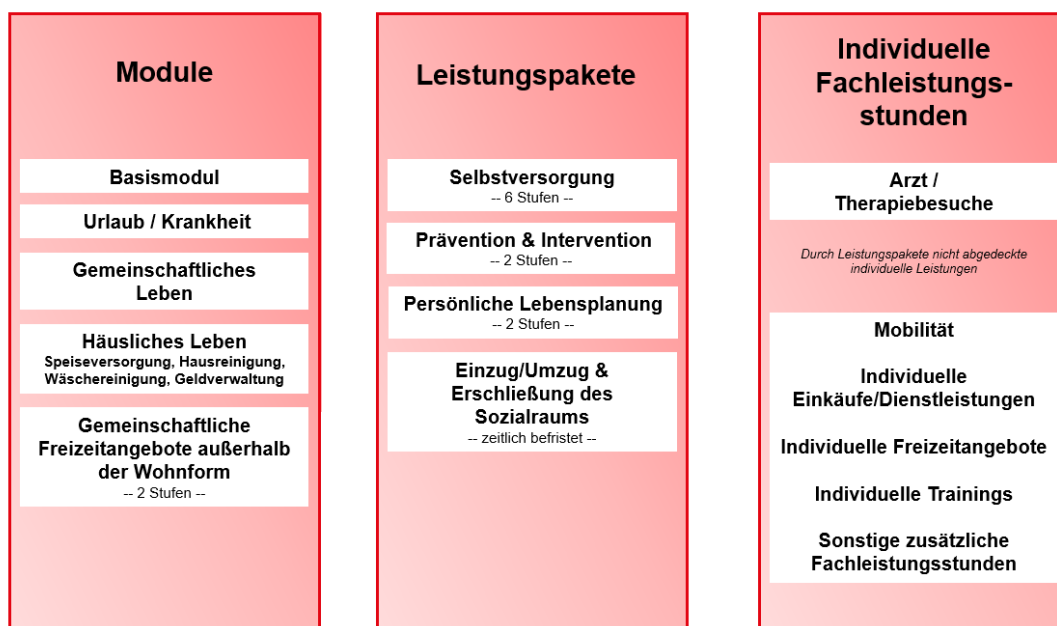 Module
Basismodul
Urlaub / Krankheit
Gemeinschaftliches
Leben
Häusliches Leben
Speiseversorgung, Hausreinigung,
Wäschereinigung, Geldverwaltung
Gemeinschaftliche
Freizeitangebote außerhalb
der Wohnform
-- 2 Stufen --
Leistungspakete
Selbstversorgung
-- 6 Stufen --
Prävention & Intervention
-- 2 Stufen --
Persönliche Lebensplanung
-- 2 Stufen --
Einzug/Umzug &
Erschließung des
Sozialraums
-- zeitlich befristet --
Individuelle
Fachleistungs-
stunden
Arzt /
Therapiebesuche
Durch Leistungspakete nicht abgedeckte
individuelle Leistungen
Mobilität
Individuelle
Einkäufe/Dienstleistungen
Individuelle Freizeitangebote
Individuelle Trainings
Sonstige zusätzliche
Fachleistungsstunden